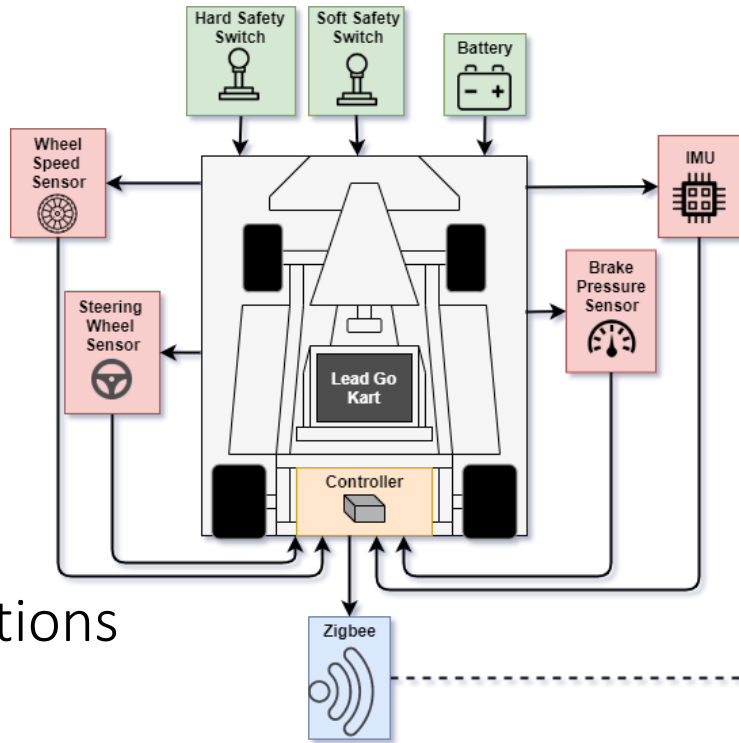 Hard Safety
Switch
Soft Safety
Switch
Battery
Wheel
Speed
Sensor
IMU
Brake
Pressure
Sensor
Steering
Wheel
Sensor
Lead Go
Kart
Controller
tions
Zigbee